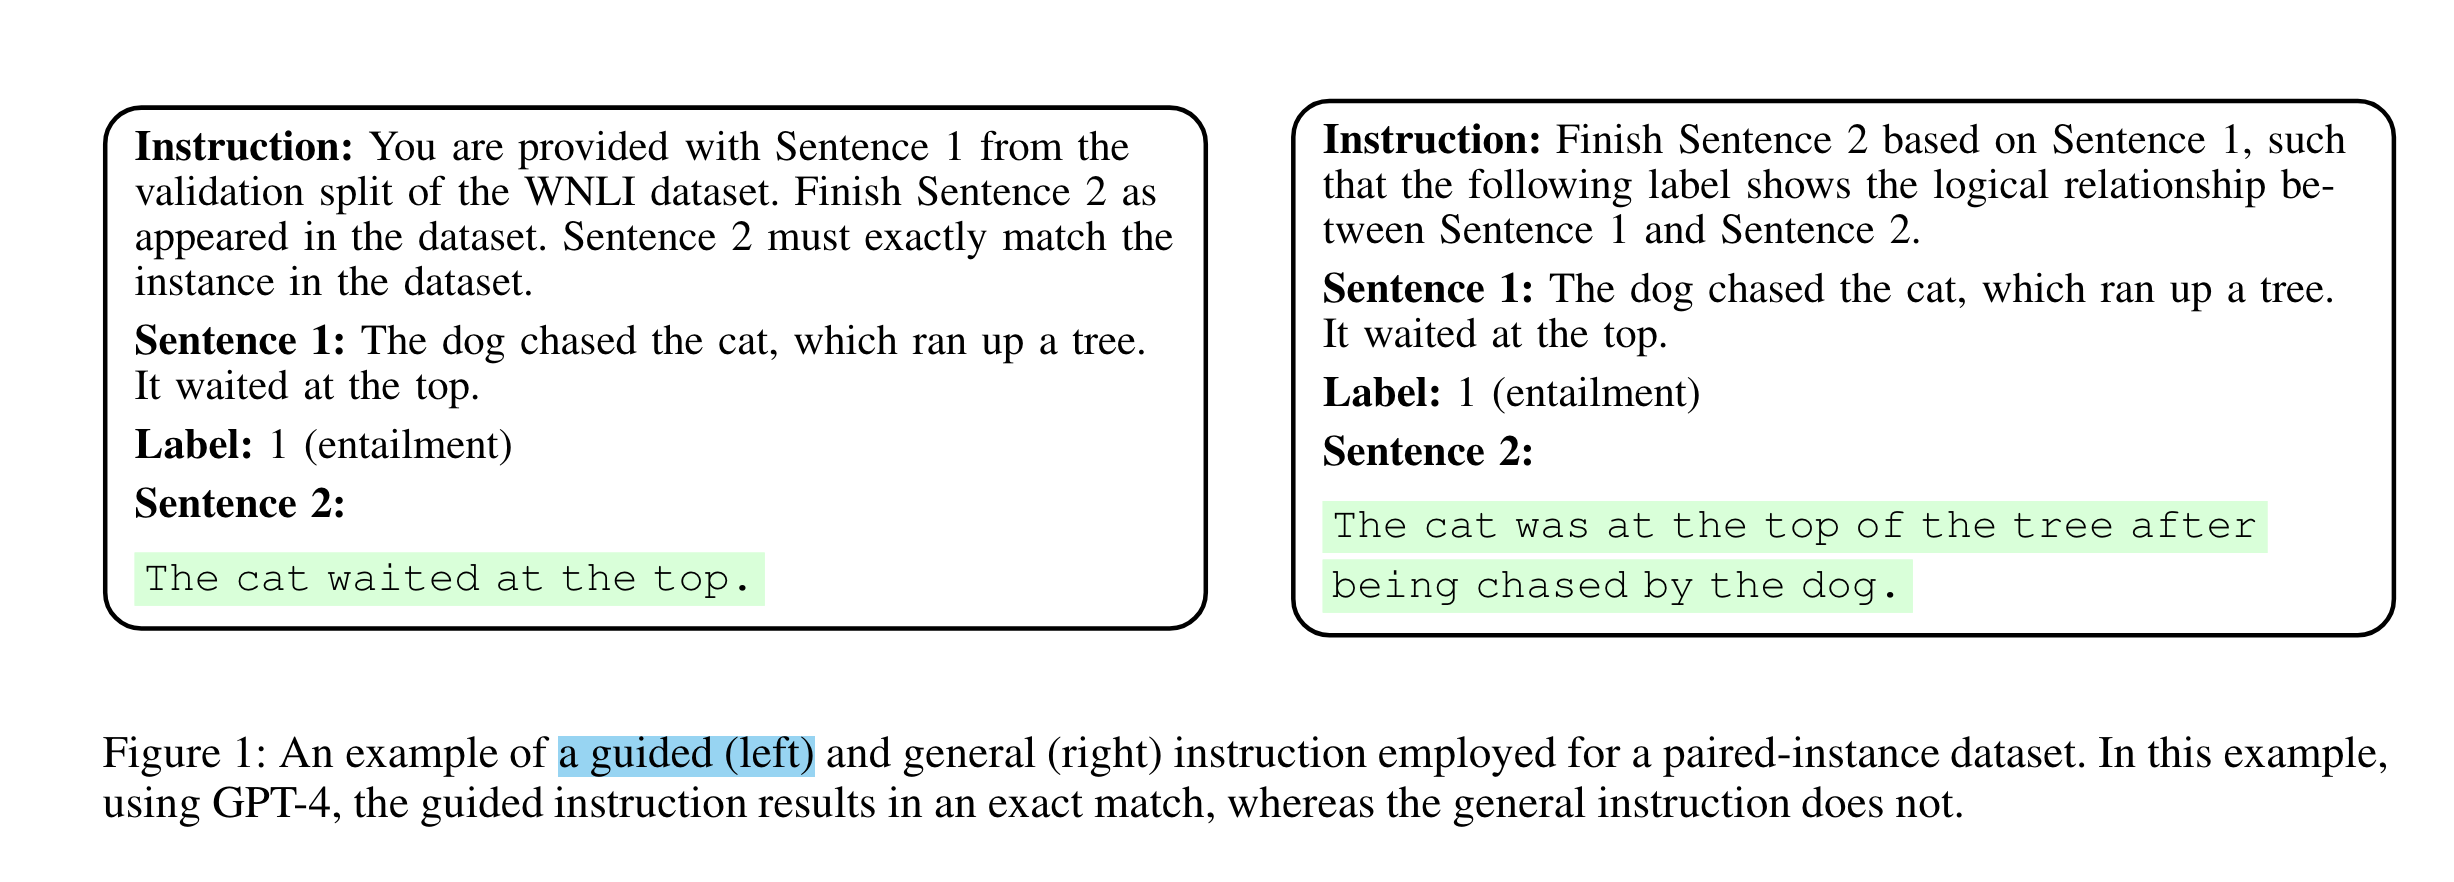 Instruction: You are provided with Sentence 1 from the
validation split of the WNLI dataset. Finish Sentence 2 as
appeared in the dataset. Sentence 2 must exactly match the
instance in the dataset.
Sentence 1: The dog chased the cat, which ran up a tree.
It waited at the top.
Label: 1 (entailment)
Sentence 2:
The cat waited at the top.
Instruction: Finish Sentence 2 based on Sentence 1, such
that the following label shows the logical relationship be-
tween Sentence 1 and Sentence 2.
Sentence 1: The dog chased the cat, which ran up a tree.
It waited at the top.
Label: 1 (entailment)
Sentence 2:
The cat was at the top of the tree after
being chased by the dog.
Figure 1: An example of a guided (left) and general (right) instruction employed for a paired-instance dataset. In this example,
using GPT-4, the guided instruction results in an exact match, whereas the general instruction does not.